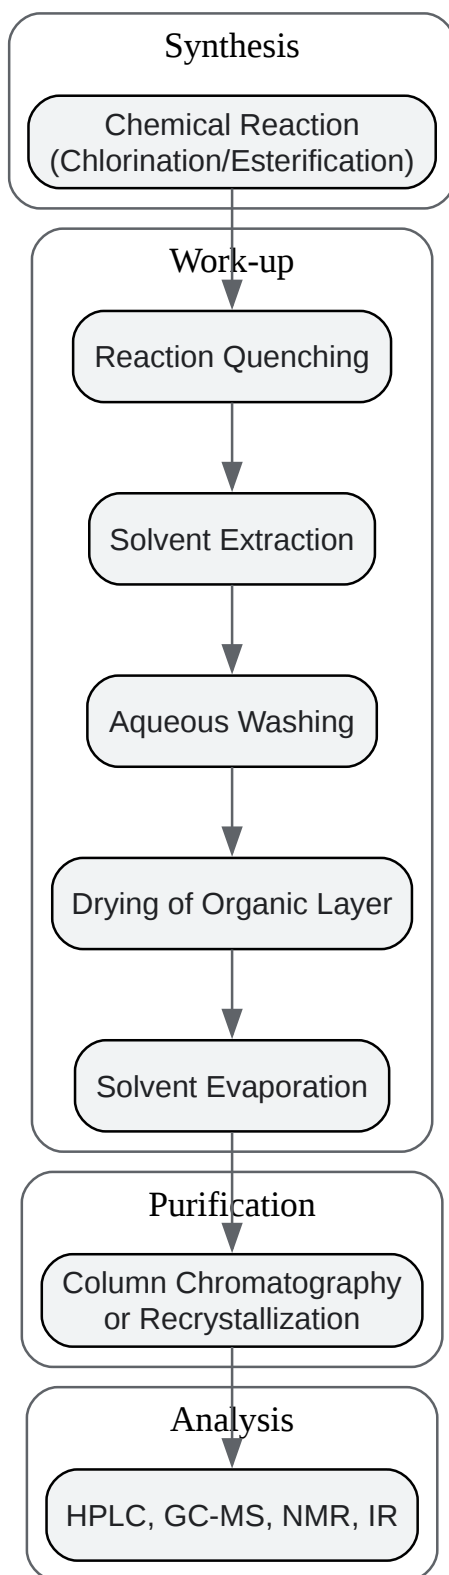 Synthesis
Chemical Reaction
(Chlorination/Esterification)
Work-up
Reaction Quenching
Solvent Extraction
Aqueous Washing
Drying of Organic Layer
Solvent Evaporation
Purification
Column Chromatography
or Recrystallization
Analysis
HPLC, GC-MS, NMR, IR